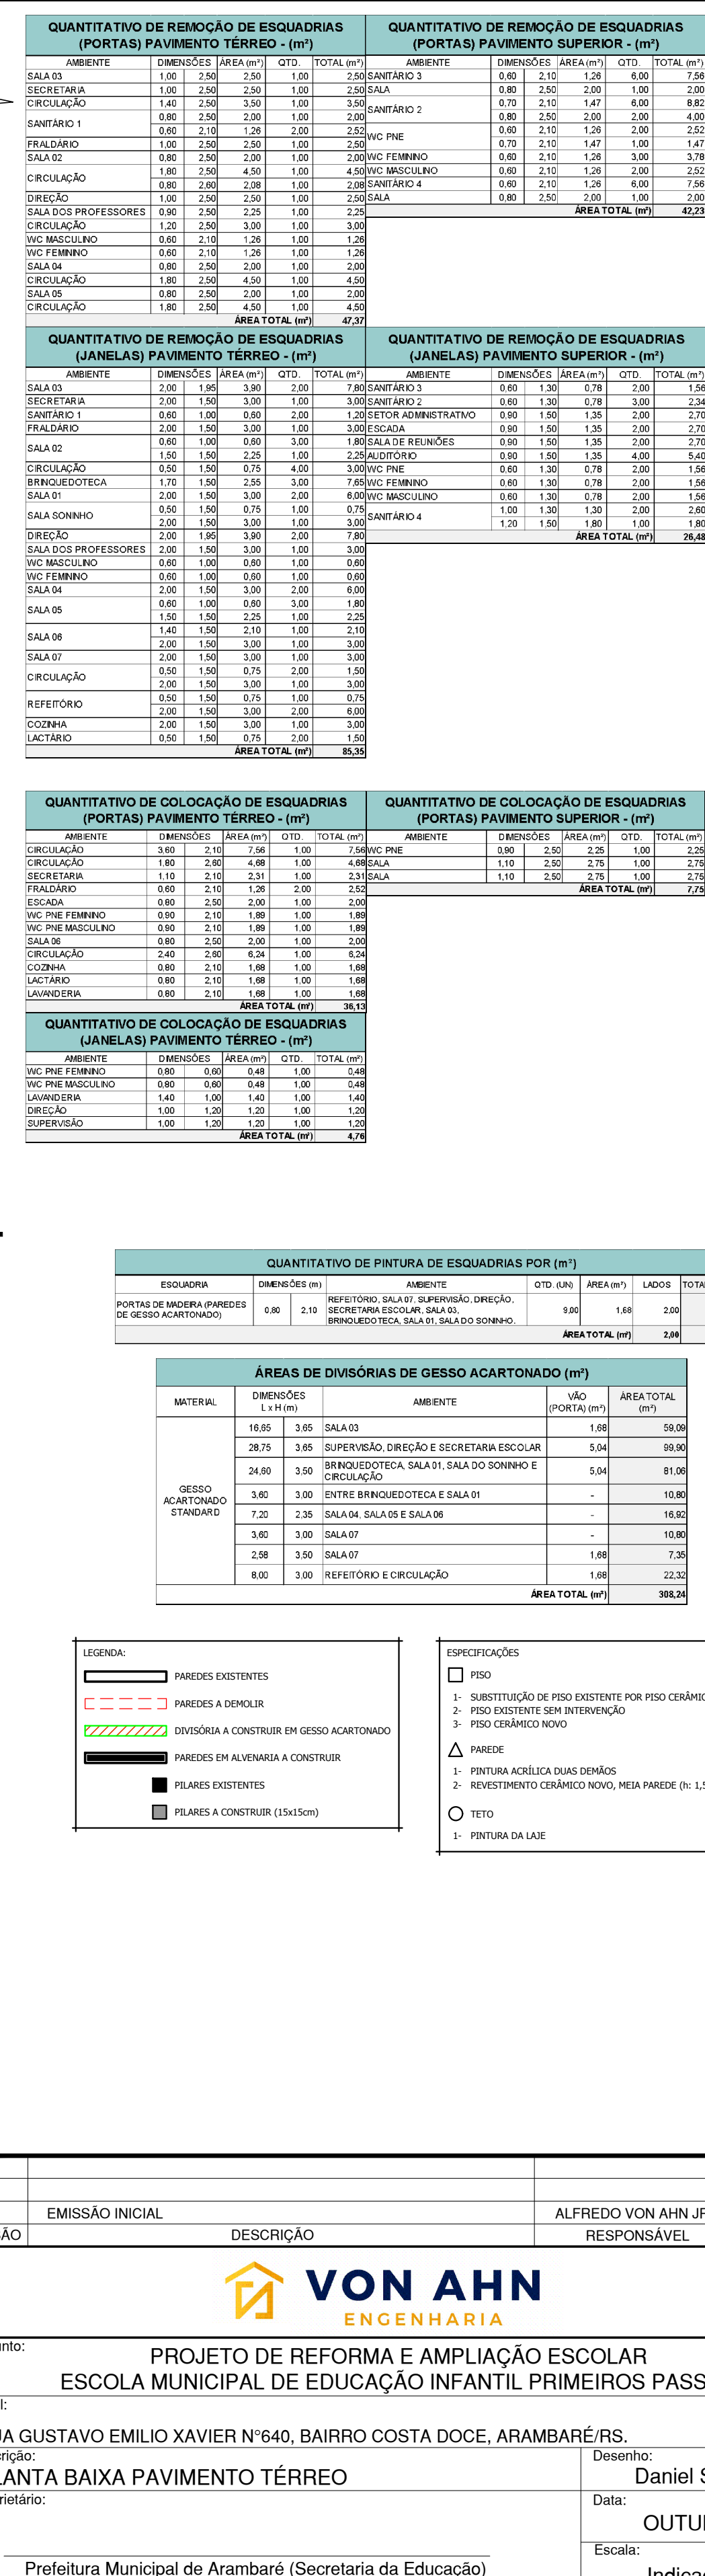 QUANTITATIVO DE REMOÇÃO DE ESQUADRIAS
(PORTAS) PAVIMENTO TÉRREO - (m²)
AMBIENTE DIMENSÕES ÁREA (m²) QTD. TOTAL (m²)
SALA 03 1,00 2,50 2,50 1,00 2,50
SECRETARIA 1,00 2,50 2,50 1,00 2,50
CIRCULAÇÃO 1,40 2,50 3,50 1,00 3,50
SANITÁRIO 1 0,80 2,50 2,00 1,00 2,00
0,60 2,10 1,26 2,00 2,52
FRALDÁRIO 1,00 2,50 2,50 1,00 2,50
SALA 02 0,80 2,50 2,00 1,00 2,00
CIRCULAÇÃO 1,80 2,50 4,50 1,00 4,50
0,80 2,60 2,08 1,00 2,08
DIREÇÃO 1,00 2,50 2,50 1,00 2,50
SALA DOS PROFESSORES 0,90 2,50 2,25 1,00 2,25
CIRCULAÇÃO 1,20 2,50 3,00 1,00 3,00
WC MASCULINO 0,60 2,10 1,26 1,00 1,26
WC FEMININO 0,60 2,10 1,26 1,00 1,26
SALA 04 0,80 2,50 2,00 1,00 2,00
CIRCULAÇÃO 1,80 2,50 4,50 1,00 4,50
SALA 05 0,80 2,50 2,00 1,00 2,00
CIRCULAÇÃO 1,80 2,50 4,50 1,00 4,50
ÁREA TOTAL (m²) 47,37
QUANTITATIVO DE REMOÇÃO DE ESQUADRIAS
(PORTAS) PAVIMENTO SUPERIOR - (m²)
AMBIENTE DIMENSÕES ÁREA (m²) QTD. TOTAL (m²)
SANITÁRIO 3 0,60 2,10 1,26 6,00 7,56
SALA 0,80 2,50 2,00 1,00 2,00
SANITÁRIO 2 0,70 2,10 1,47 6,00 8,82
0,80 2,50 2,00 2,00 4,00
WC PNE 0,60 2,10 1,26 2,00 2,52
0,70 2,10 1,47 1,00 1,47
WC FEMININO 0,60 2,10 1,26 3,00 3,78
WC MASCULINO 0,60 2,10 1,26 2,00 2,52
SANITÁRIO 4 0,60 2,10 1,26 6,00 7,56
SALA 0,80 2,50 2,00 1,00 2,00
ÁREA TOTAL (m²) 42,23
QUANTITATIVO DE REMOÇÃO DE ESQUADRIAS
(JANELAS) PAVIMENTO TÉRREO - (m²)
AMBIENTE DIMENSÕES ÁREA (m²) QTD. TOTAL (m²)
SALA 03 2,00 1,95 3,90 2,00 7,80
SECRETARIA 2,00 1,50 3,00 1,00 3,00
SANITÁRIO 1 0,60 1,00 0,60 2,00 1,20
FRALDÁRIO 2,00 1,50 3,00 1,00 3,00
SALA 02 0,60 1,00 0,60 3,00 1,80
1,50 1,50 2,25 1,00 2,25
CIRCULAÇÃO 0,50 1,50 0,75 4,00 3,00
BRINQUEDOTECA 1,70 1,50 2,55 3,00 7,65
SALA 01 2,00 1,50 3,00 2,00 6,00
SALA SONINHO 0,50 1,50 0,75 1,00 0,75
2,00 1,50 3,00 1,00 3,00
DIREÇÃO 2,00 1,95 3,90 2,00 7,80
SALA DOS PROFESSORES 2,00 1,50 3,00 1,00 3,00
WC MASCULINO 0,60 1,00 0,60 1,00 0,60
WC FEMININO 0,60 1,00 0,60 1,00 0,60
SALA 04 2,00 1,50 3,00 2,00 6,00
SALA 05 0,60 1,00 0,60 3,00 1,80
1,50 1,50 2,25 1,00 2,25
SALA 06 1,40 1,50 2,10 1,00 2,10
2,00 1,50 3,00 1,00 3,00
SALA 07 2,00 1,50 3,00 1,00 3,00
CIRCULAÇÃO 0,50 1,50 0,75 2,00 1,50
2,00 1,50 3,00 1,00 3,00
REFEITÓRIO 0,50 1,50 0,75 1,00 0,75
2,00 1,50 3,00 2,00 6,00
COZINHA 2,00 1,50 3,00 1,00 3,00
LACTÁRIO 0,50 1,50 0,75 2,00 1,50
ÁREA TOTAL (m²) 85,35
QUANTITATIVO DE REMOÇÃO DE ESQUADRIAS
(JANELAS) PAVIMENTO SUPERIOR - (m²)
AMBIENTE DIMENSÕES ÁREA (m²) QTD. TOTAL (m²)
SANITÁRIO 3 0,60 1,30 0,78 2,00 1,56
SANITÁRIO 2 0,60 1,30 0,78 3,00 2,34
SETOR ADMINISTRATIVO 0,90 1,50 1,35 2,00 2,70
ESCADA 0,90 1,50 1,35 2,00 2,70
SALA DE REUNIÕES 0,90 1,50 1,35 2,00 2,70
AUDITÓRIO 0,90 1,50 1,35 4,00 5,40
WC PNE 0,60 1,30 0,78 2,00 1,56
WC FEMININO 0,60 1,30 0,78 2,00 1,56
WC MASCULINO 0,60 1,30 0,78 2,00 1,56
SANITÁRIO 4 1,00 1,30 1,30 2,00 2,60
1,20 1,50 1,80 1,00 1,80
ÁREA TOTAL (m²) 26,48
QUANTITATIVO DE COLOCAÇÃO DE ESQUADRIAS
(PORTAS) PAVIMENTO TÉRREO - (m²)
AMBIENTE DIMENSÕES ÁREA (m²) QTD. TOTAL (m²)
CIRCULAÇÃO 3,60 2,10 7,56 1,00 7,56
CIRCULAÇÃO 1,80 2,60 4,68 1,00 4,68
SECRETARIA 1,10 2,10 2,31 1,00 2,31
FRALDÁRIO 0,60 2,10 1,26 2,00 2,52
ESCADA 0,80 2,50 2,00 1,00 2,00
WC PNE FEMININO 0,90 2,10 1,89 1,00 1,89
WC PNE MASCULINO 0,90 2,10 1,89 1,00 1,89
SALA 06 0,80 2,50 2,00 1,00 2,00
CIRCULAÇÃO 2,40 2,60 6,24 1,00 6,24
COZINHA 0,80 2,10 1,68 1,00 1,68
LACTÁRIO 0,80 2,10 1,68 1,00 1,68
LAVANDERIA 0,80 2,10 1,68 1,00 1,68
ÁREA TOTAL (m²) 36,13
QUANTITATIVO DE COLOCAÇÃO DE ESQUADRIAS
(PORTAS) PAVIMENTO SUPERIOR - (m²)
AMBIENTE DIMENSÕES ÁREA (m²) QTD. TOTAL (m²)
WC PNE 0,90 2,50 2,25 1,00 2,25
SALA 1,10 2,50 2,75 1,00 2,75
SALA 1,10 2,50 2,75 1,00 2,75
ÁREA TOTAL (m²) 7,75
QUANTITATIVO DE COLOCAÇÃO DE ESQUADRIAS
(JANELAS) PAVIMENTO TÉRREO - (m²)
AMBIENTE DIMENSÕES ÁREA (m²) QTD. TOTAL (m²)
WC PNE FEMININO 0,80 0,60 0,48 1,00 0,48
WC PNE MASCULINO 0,80 0,60 0,48 1,00 0,48
LAVANDERIA 1,40 1,00 1,40 1,00 1,40
DIREÇÃO 1,00 1,20 1,20 1,00 1,20
SUPERVISÃO 1,00 1,20 1,20 1,00 1,20
ÁREA TOTAL (m²) 4,76
QUANTITATIVO DE PINTURA DE ESQUADRIAS POR (m²)
ESQUADRIA DIMENSÕES (m) AMBIENTE QTD. (UN) ÁREA (m²) LADOS TOTA
PORTAS DE MADEIRA (PAREDES
DE GESSO ACARTONADO) 0,80 2,10
REFEITÓRIO, SALA 07, SUPERVISÃO, DIREÇÃO,
SECRETARIA ESCOLAR, SALA 03,
BRINQUEDOTECA, SALA 01, SALA DO SONINHO.
9,00 1,68 2,00
ÁREA TOTAL (m²) 2,00
ÁREAS DE DIVISÓRIAS DE GESSO ACARTONADO (m²)
MATERIAL DIMENSÕES L x H (m) AMBIENTE VÃO (PORTA) (m²) ÁREA TOTAL (m²)
GESSO
ACARTONADO
STANDARD
16,65 3,65 SALA 03 1,68 59,09
28,75 3,65 SUPERVISÃO, DIREÇÃO E SECRETARIA ESCOLAR 5,04 99,90
24,60 3,50 BRINQUEDOTECA, SALA 01, SALA DO SONINHO E
CIRCULAÇÃO 5,04 81,06
3,60 3,00 ENTRE BRINQUEDOTECA E SALA 01 - 10,80
7,20 2,35 SALA 04, SALA 05 E SALA 06 - 16,92
3,60 3,00 SALA 07 - 10,80
2,58 3,50 SALA 07 1,68 7,35
8,00 3,00 REFEITÓRIO E CIRCULAÇÃO 1,68 22,32
ÁREA TOTAL (m²) 308,24
LEGENDA:
PAREDES EXISTENTES
PAREDES A DEMOLIR
DIVISÓRIA A CONSTRUIR EM GESSO ACARTONADO
PAREDES EM ALVENARIA A CONSTRUIR
PILARES EXISTENTES
PILARES A CONSTRUIR (15x15cm)
ESPECIFICAÇÕES
PISO
1- SUBSTITUIÇÃO DE PISO EXISTENTE POR PISO CERÂMIC
2- PISO EXISTENTE SEM INTERVENÇÃO
3- PISO CERÂMICO NOVO
PAREDE
1- PINTURA ACRÍLICA DUAS DEMÃOS
2- REVESTIMENTO CERÂMICO NOVO, MEIA PAREDE (h: 1,5
TETO
1- PINTURA DA LAJE
EMISSÃO INICIAL ALFREDO VON AHN JR
ÃO DESCRIÇÃO RESPONSÁVEL
VON AHN
ENGENHARIA
nto:
PROJETO DE REFORMA E AMPLIAÇÃO ESCOLAR
ESCOLA MUNICIPAL DE EDUCAÇÃO INFANTIL PRIMEIROS PASS
l:
UA GUSTAVO EMILIO XAVIER N°640, BAIRRO COSTA DOCE, ARAMBARÉ/RS.
crição:
LANTA BAIXA PAVIMENTO TÉRREO
Desenho:
Daniel S
rietário:
Data:
OUTU
Escala:
Indica
Prefeitura Municipal de Arambaré (Secretaria da Educação)